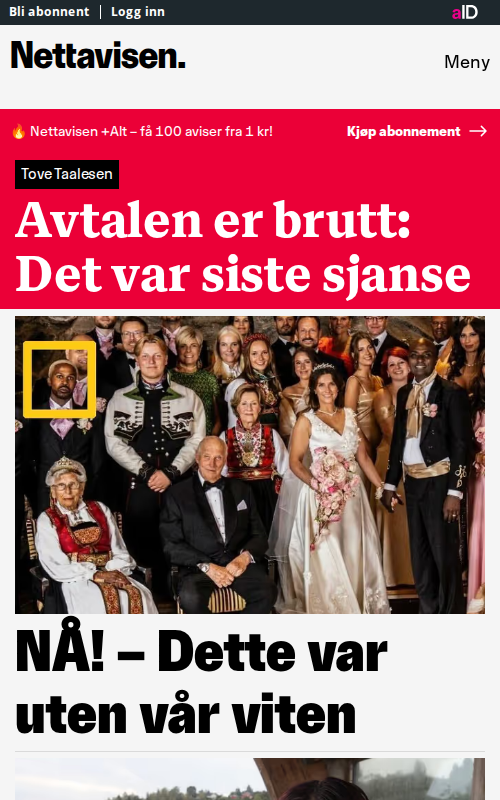 Bli abonnent | Logg inn
aID
Nettavisen.
Meny
🔥 Nettavisen +Alt – få 100 aviser fra 1 kr!
Kjøp abonnement →
Tove Taalesen
Avtalen er brutt:
Det var siste sjanse
NÅ! – Dette var
uten vår viten